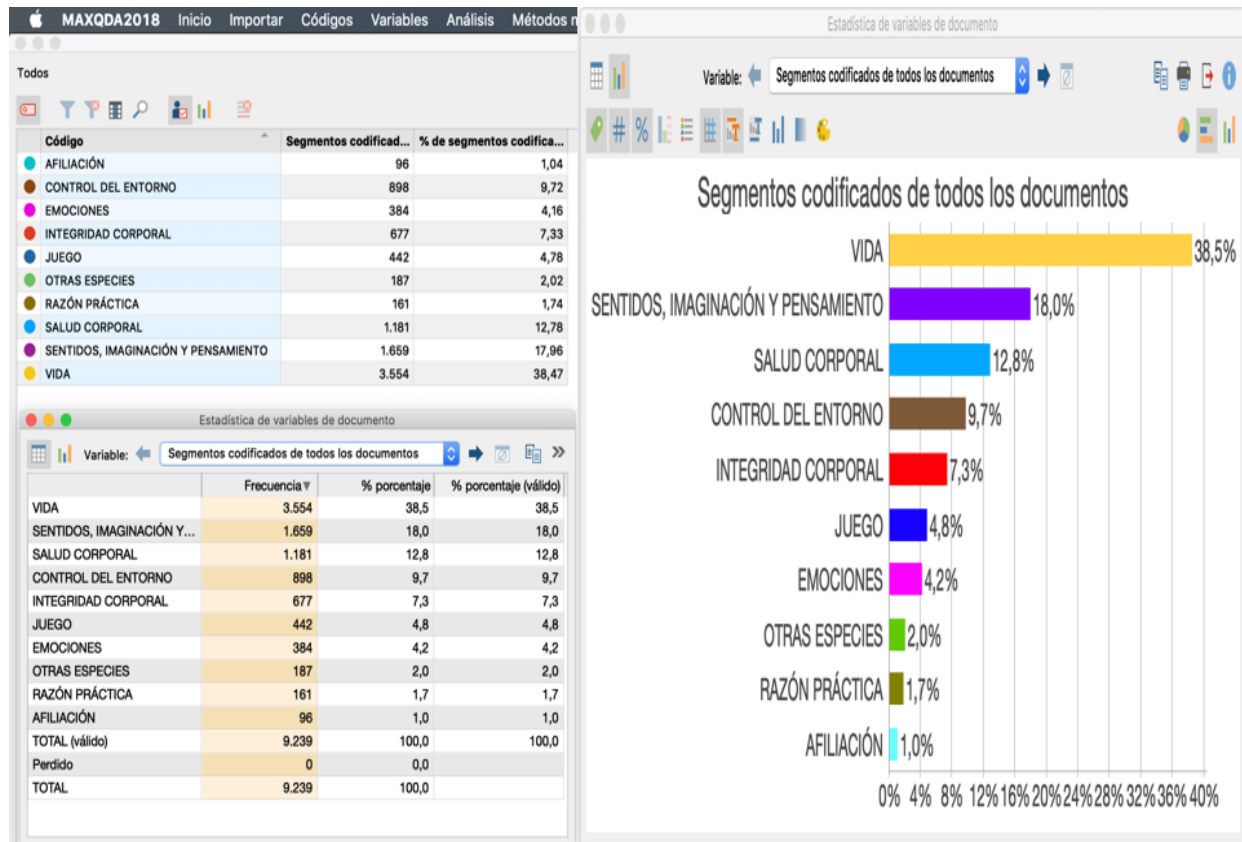 MAXQDA2018 Inicio Importar Códigos Variables Análisis Métodos
Todos
Código Segmentos codificad... % de segmentos codifica...
AFILIACIÓN 96 1,04
CONTROL DEL ENTORNO 898 9,72
EMOCIONES 384 4,16
INTEGRIDAD CORPORAL 677 7,33
JUEGO 442 4,78
OTRAS ESPECIES 187 2,02
RAZÓN PRÁCTICA 161 1,74
SALUD CORPORAL 1.181 12,78
SENTIDOS, IMAGINACIÓN Y PENSAMIENTO 1.659 17,96
VIDA 3.554 38,47
Estadística de variables de documento
Variable: Segmentos codificados de todos los documentos
Frecuencia % porcentaje % porcentaje (válido)
VIDA 3.554 38,5 38,5
SENTIDOS, IMAGINACIÓN Y... 1.659 18,0 18,0
SALUD CORPORAL 1.181 12,8 12,8
CONTROL DEL ENTORNO 898 9,7 9,7
INTEGRIDAD CORPORAL 677 7,3 7,3
JUEGO 442 4,8 4,8
EMOCIONES 384 4,2 4,2
OTRAS ESPECIES 187 2,0 2,0
RAZÓN PRÁCTICA 161 1,7 1,7
AFILIACIÓN 96 1,0 1,0
TOTAL (válido) 9.239 100,0 100,0
Perdido 0 0,0
TOTAL 9.239 100,0
Estadística de variables de documento
Variable: Segmentos codificados de todos los documentos
Segmentos codificados de todos los documentos
VIDA 38,5%
SENTIDOS, IMAGINACIÓN Y PENSAMIENTO 18,0%
SALUD CORPORAL 12,8%
CONTROL DEL ENTORNO 9,7%
INTEGRIDAD CORPORAL 7,3%
JUEGO 4,8%
EMOCIONES 4,2%
OTRAS ESPECIES 2,0%
RAZÓN PRÁCTICA 1,7%
AFILIACIÓN 1,0%
0% 4% 8% 12% 16% 20% 24% 28% 32% 36% 40%